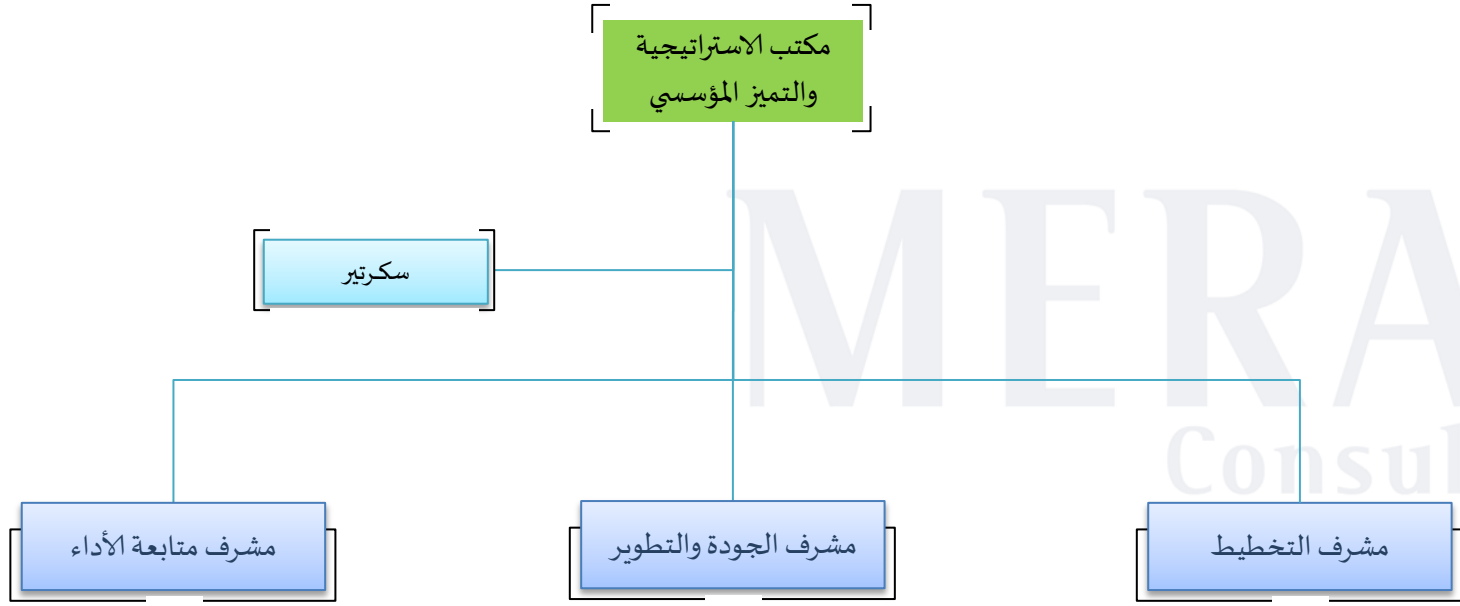 مكتب الاستراتيجية
والتميز المؤسسي
سكرتير
مشرف التخطيط
مشرف الجودة والتطوير
مشرف متابعة الأداء
MERA
Consul